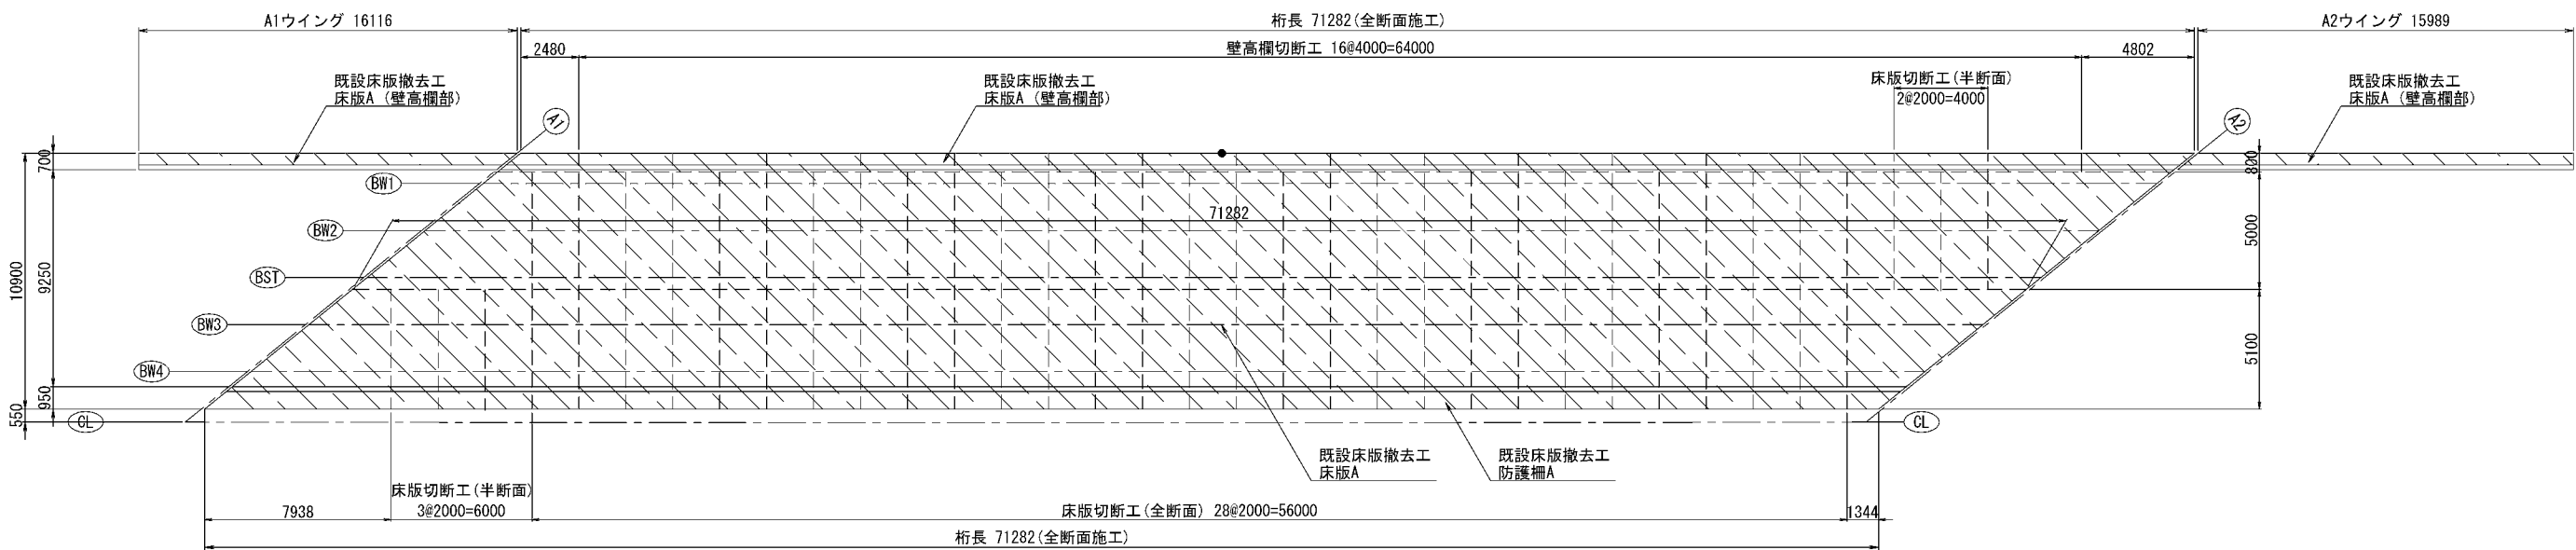 A1ウイング 16116
桁長 71282(全断面施工)
A2ウイング 15989
2480
壁高欄切断工 16@4000=64000
4802
既設床版撤去工
床版A (壁高欄部)
既設床版撤去工
床版A (壁高欄部)
床版切断工(半断面)
2@2000=4000
既設床版撤去工
床版A (壁高欄部)
A1
A2
700
800
BW1
BW2
71282
5000
10900
9250
BST
BW3
5100
BW4
950
550
CL
CL
既設床版撤去工
床版A
既設床版撤去工
防護柵A
床版切断工(半断面)
7938
3@2000=6000
床版切断工(全断面) 28@2000=56000
1344
桁長 71282(全断面施工)